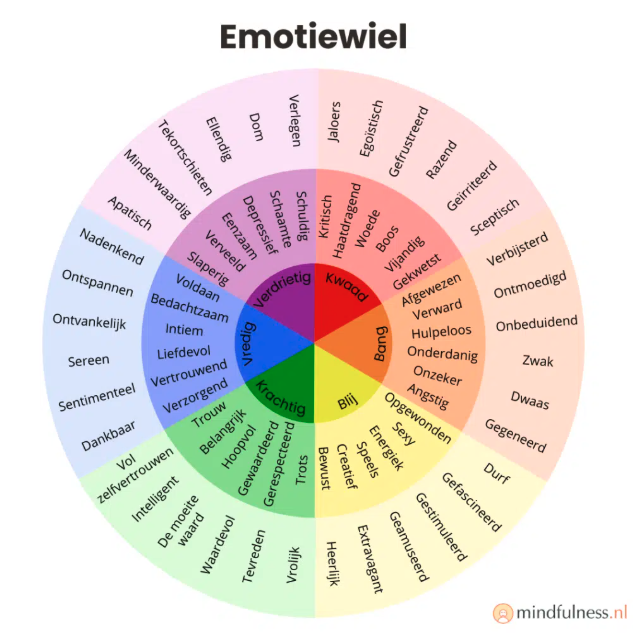 Emotiewiel
Kwaad
Kritisch
Haatdragend
Woede
Boos
Vijandig
Gekwetst
Jaloers
Egoïstisch
Gefrustreerd
Razend
Geïrriteerd
Sceptisch
Bang
Afgewezen
Verward
Hulpeloos
Onderdanig
Onzeker
Angstig
Verbijsterd
Ontmoedigd
Onbeduidend
Zwak
Dwaas
Gegeneerd
Blij
Opgewonden
Sexy
Energiek
Speels
Creatief
Bewust
Durf
Gefascineerd
Gestimuleerd
Geamuseerd
Extravagant
Heerlijk
Krachtig
Trots
Gerespecteerd
Gewaardeerd
Hoopvol
Belangrijk
Trouw
Vrolijk
Tevreden
Waardevol
De moeite
waard
Intelligent
Vol
zelfvertrouwen
Vredig
Verzorgend
Vertrouwend
Liefdevol
Intiem
Bedachtzaam
Voldaan
Dankbaar
Sentimenteel
Sereen
Ontvankelijk
Ontspannen
Nadenkend
Verdrietig
Slaperig
Verveeld
Eenzaam
Depressief
Schaamte
Schuldig
Apatisch
Minderwaardig
Tekortschieten
Ellendig
Dom
Verlegen
mindfulness.nl